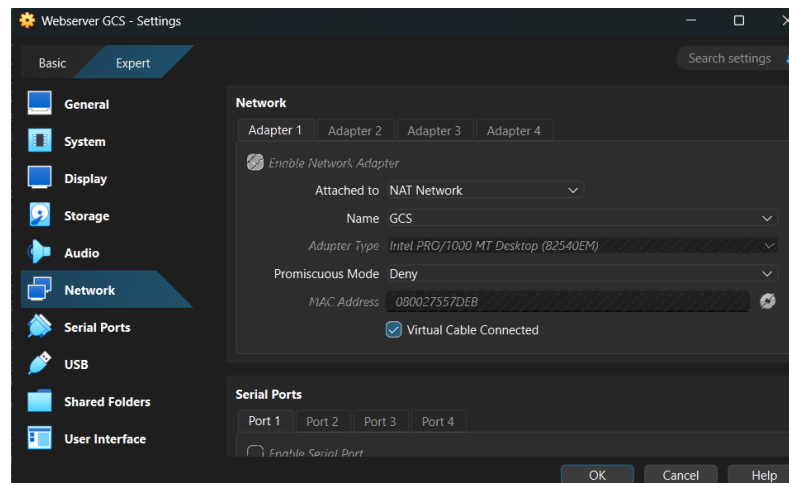 Webserver GCS - Settings
Basic Expert Search settings
General
System
Display
Storage
Audio
Network
Serial Ports
USB
Shared Folders
User Interface
Network
Adapter 1 Adapter 2 Adapter 3 Adapter 4
Enable Network Adapter
Attached to NAT Network
Name GCS
Adapter Type Intel PRO/1000 MT Desktop (82540EM)
Promiscuous Mode Deny
MAC Address 080027557DEB
Virtual Cable Connected
Serial Ports
Port 1 Port 2 Port 3 Port 4
Enable Serial Port
OK Cancel Help